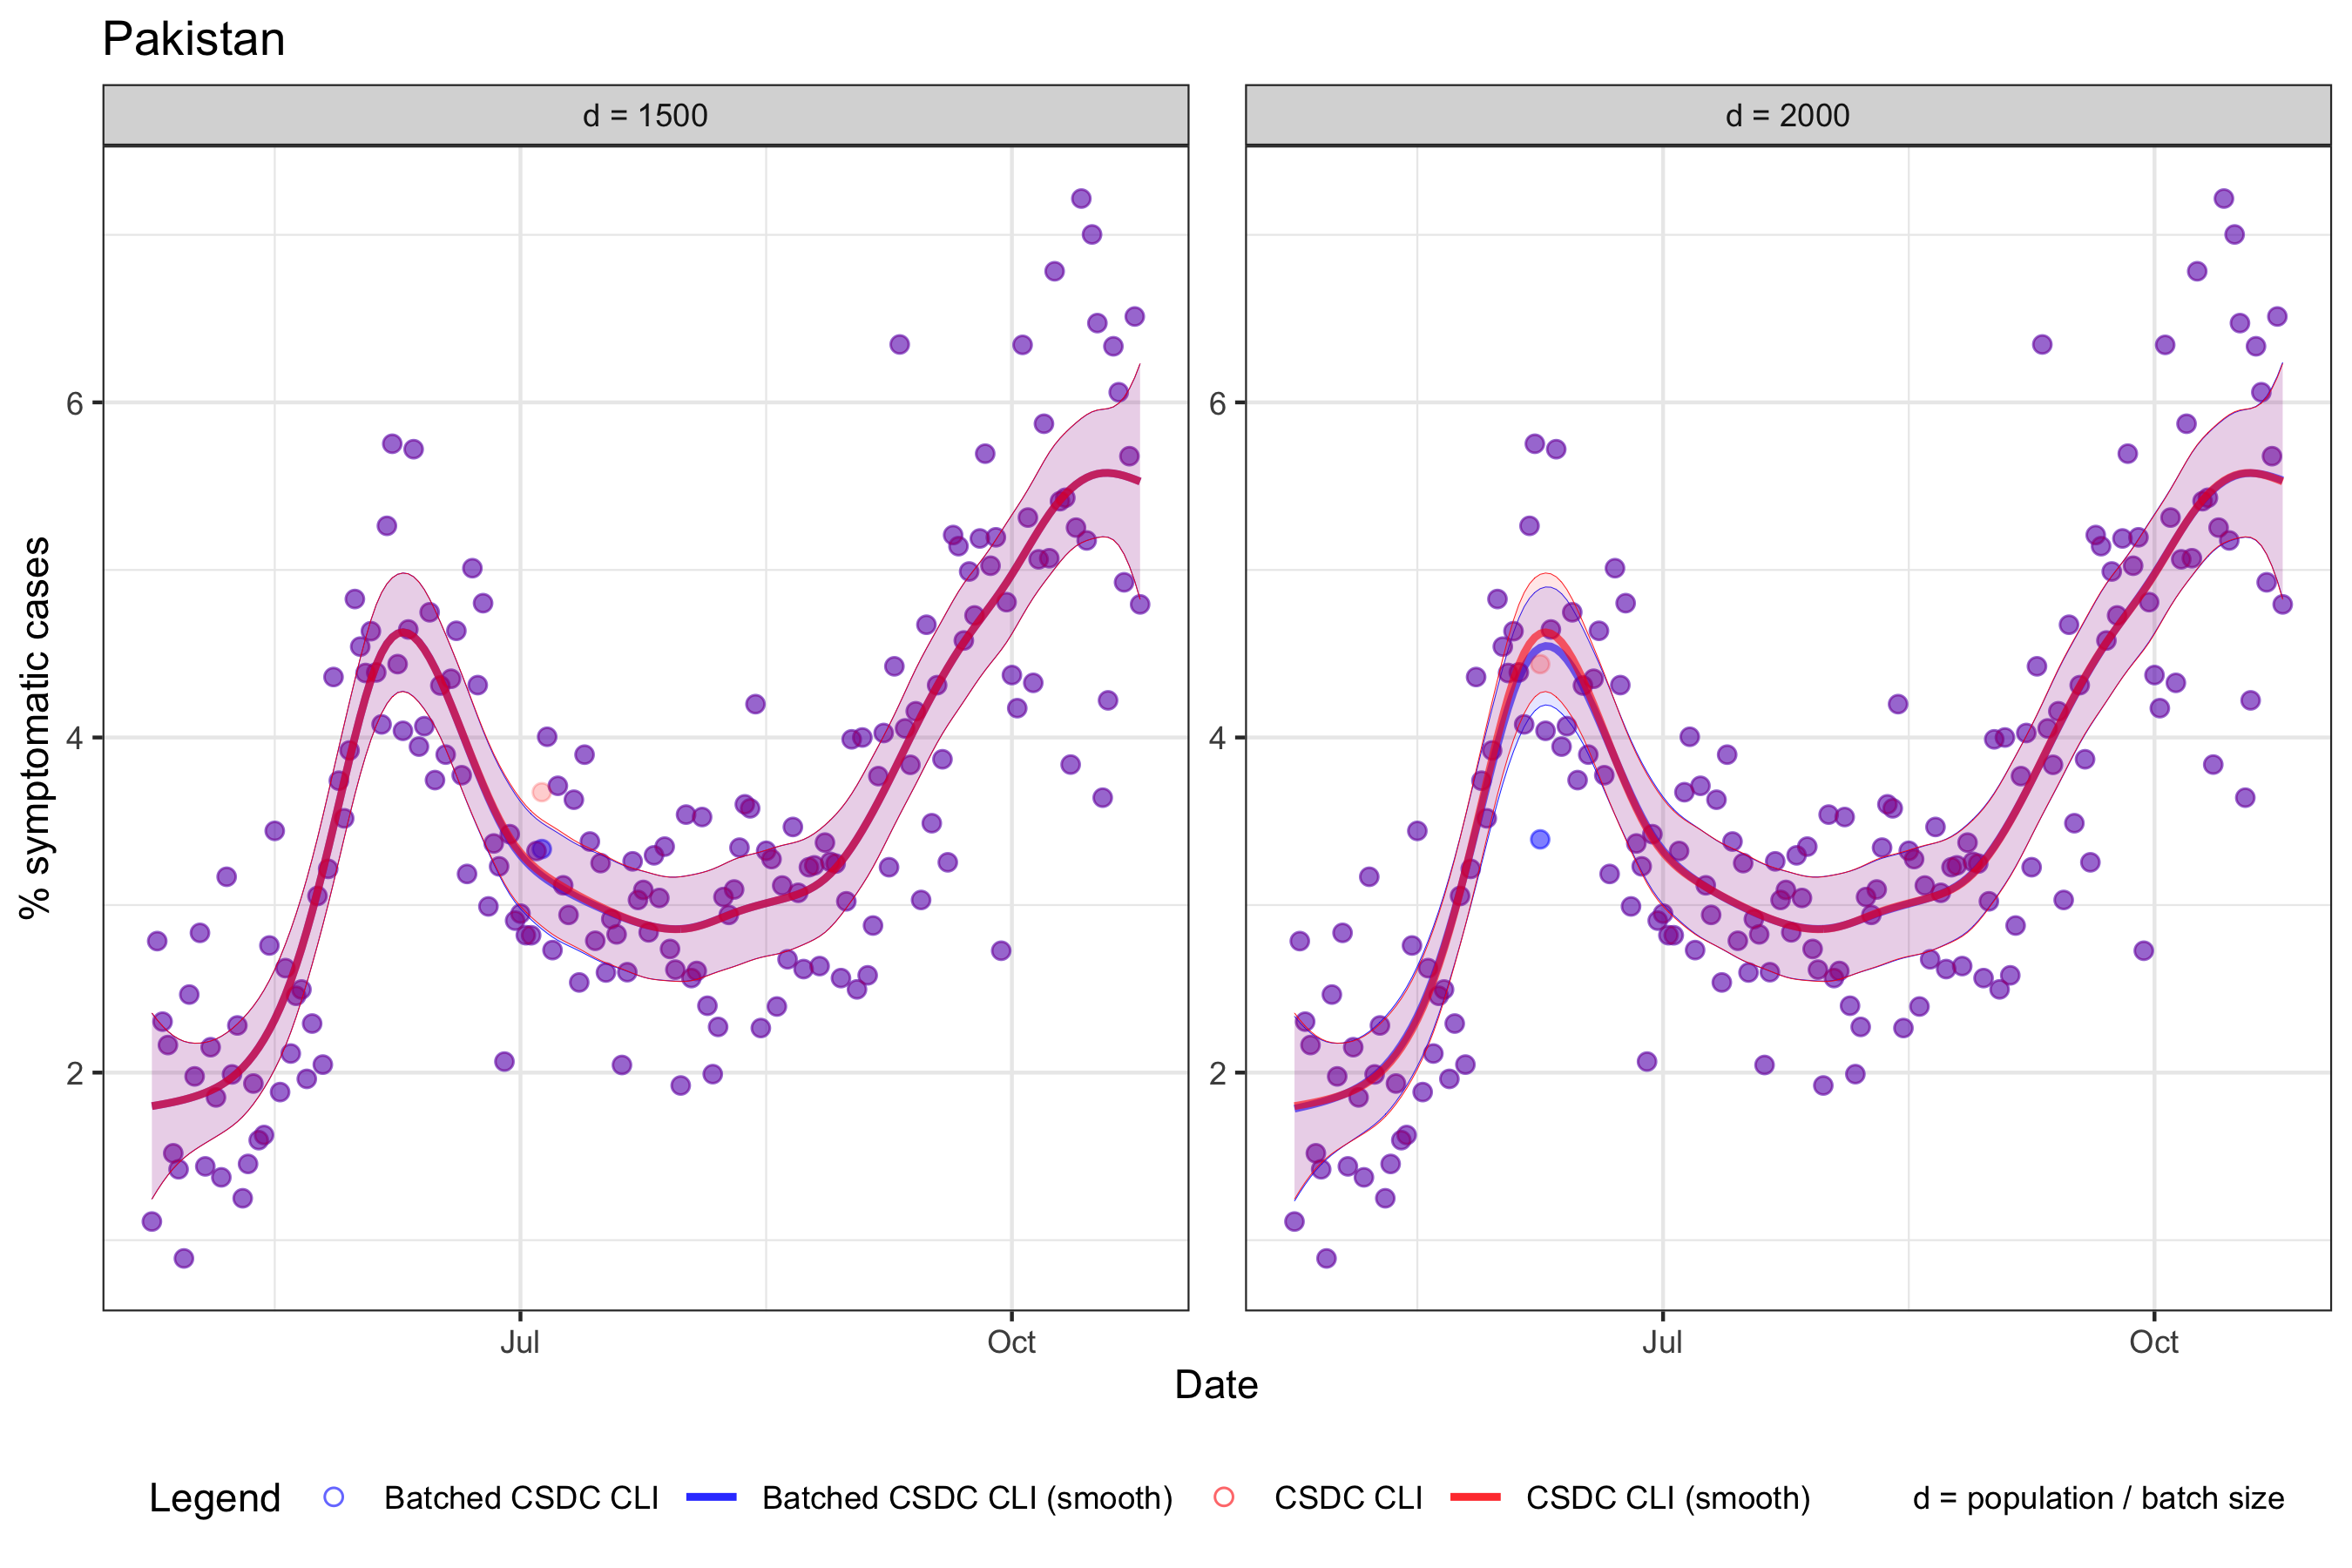 Pakistan
d = 1500
d = 2000
% symptomatic cases
6
4
2
6
4
2
Jul
Oct
Jul
Oct
Date
Legend
Batched CSDC CLI
Batched CSDC CLI (smooth)
CSDC CLI
CSDC CLI (smooth)
d = population / batch size